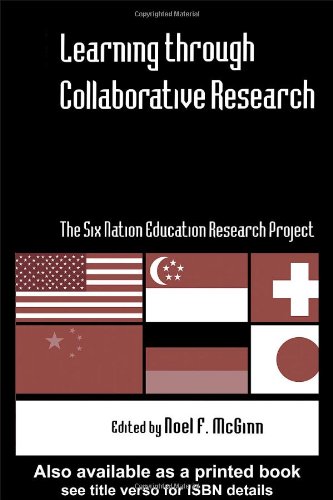 Learning through
Collaborative Research
The Six Nation Education Research Project
Edited by Noel F. McGinn
Also available as a printed book
see title verso for ISBN details